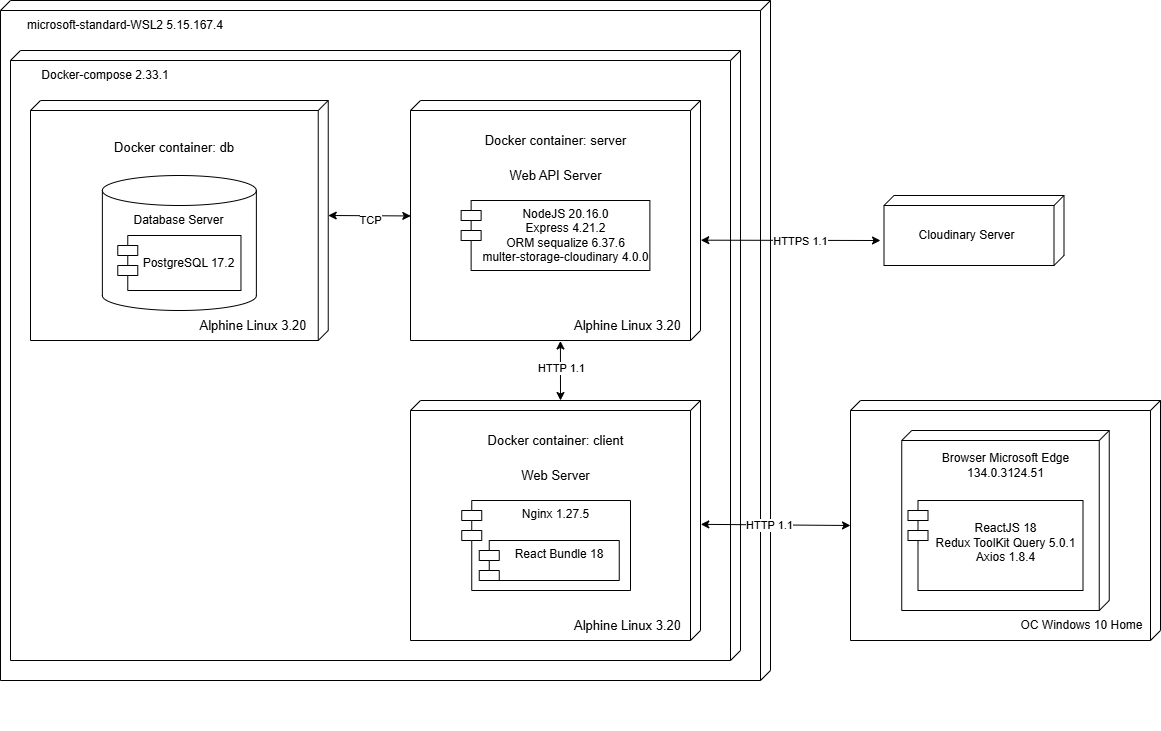 microsoft-standard-WSL2 5.15.167.4
Docker-compose 2.33.1
Docker container: db
Database Server
PostgreSQL 17.2
Alphine Linux 3.20
TCP
Docker container: server
Web API Server
NodeJS 20.16.0
Express 4.21.2
ORM sequalize 6.37.6
multer-storage-cloudinary 4.0.0
Alphine Linux 3.20
HTTPS 1.1
Cloudinary Server
HTTP 1.1
Docker container: client
Web Server
Nginx 1.27.5
React Bundle 18
Alphine Linux 3.20
HTTP 1.1
Browser Microsoft Edge
134.0.3124.51
ReactJS 18
Redux ToolKit Query 5.0.1
Axios 1.8.4
OC Windows 10 Home